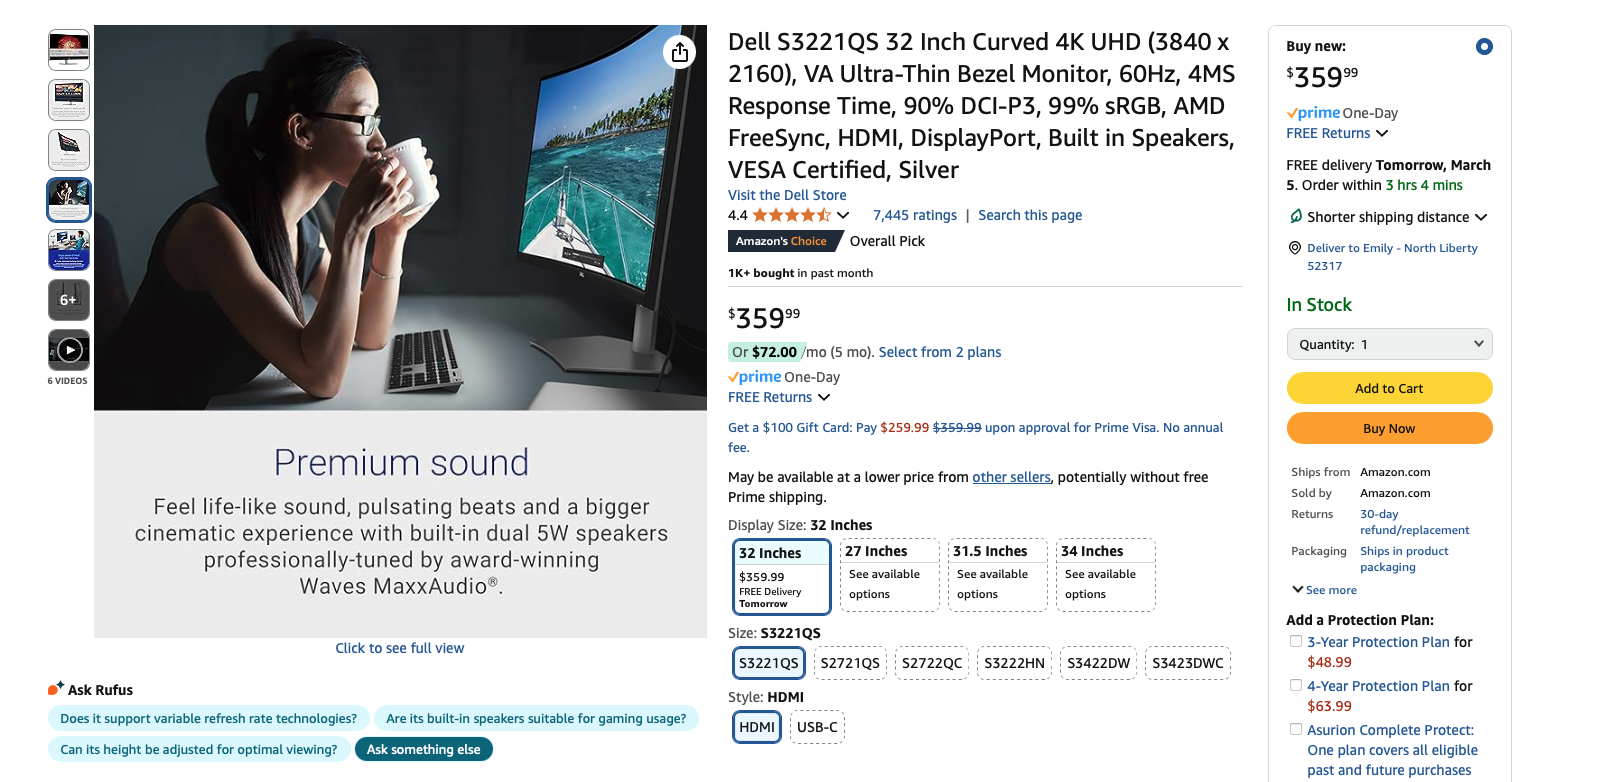 6+
6 VIDEOS
Premium sound
Feel life-like sound, pulsating beats and a bigger
cinematic experience with built-in dual 5W speakers
professionally-tuned by award-winning
Waves MaxxAudio®.
Click to see full view
Ask Rufus
Does it support variable refresh rate technologies?
Are its built-in speakers suitable for gaming usage?
Can its height be adjusted for optimal viewing?
Ask something else
Dell S3221QS 32 Inch Curved 4K UHD (3840 x
2160), VA Ultra-Thin Bezel Monitor, 60Hz, 4MS
Response Time, 90% DCI-P3, 99% sRGB, AMD
FreeSync, HDMI, DisplayPort, Built in Speakers,
VESA Certified, Silver
Visit the Dell Store
4.4 7,445 ratings | Search this page
Amazon's Choice Overall Pick
1K+ bought in past month
$35999
Or $72.00 /mo (5 mo). Select from 2 plans
prime One-Day
FREE Returns
Get a $100 Gift Card: Pay $259.99 $359.99 upon approval for Prime Visa. No annual
fee.
May be available at a lower price from other sellers, potentially without free
Prime shipping.
Display Size: 32 Inches
32 Inches
$359.99
FREE Delivery
Tomorrow
27 Inches
See available
options
31.5 Inches
See available
options
34 Inches
See available
options
Size: S3221QS
S3221QS S2721QS S2722QC S3222HN S3422DW S3423DWC
Style: HDMI
HDMI USB-C
Buy new:
$35999
prime One-Day
FREE Returns
FREE delivery Tomorrow, March
5. Order within 3 hrs 4 mins
Shorter shipping distance
Deliver to Emily - North Liberty
52317
In Stock
Quantity: 1
Add to Cart
Buy Now
Ships from Amazon.com
Sold by Amazon.com
Returns 30-day
refund/replacement
Packaging Ships in product
packaging
See more
Add a Protection Plan:
3-Year Protection Plan for
$48.99
4-Year Protection Plan for
$63.99
Asurion Complete Protect:
One plan covers all eligible
past and future purchases